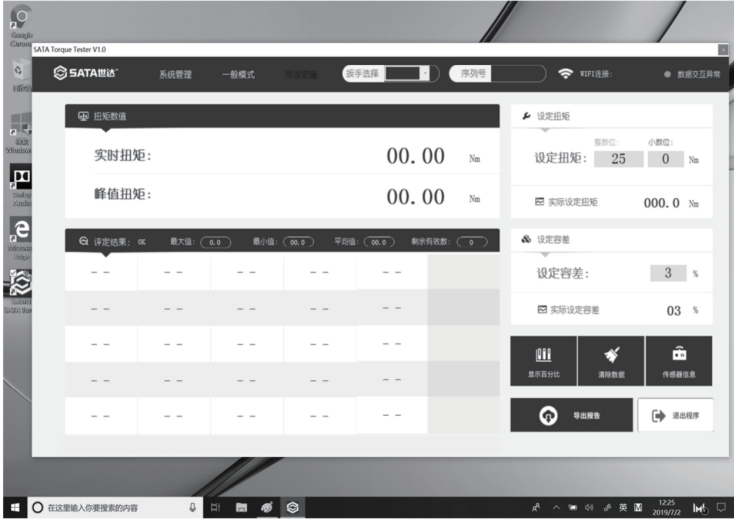 Google
Chrome
SATA Torque Tester V1.0
SATA世达
系统管理
一般模式
扳手选择
序列号
WIFI连接:
数据交互异常
扭矩数值
实时扭矩:
00.00
Nm
峰值扭矩:
00.00
Nm
设定扭矩
整数位:
小数位:
设定扭矩:
25
0
Nm
实际设定扭矩
000.0
Nm
评定结果:
OK
最大值:
0.0
最小值:
00.0
平均值:
00.0
剩余有效数:
0
设定容差
设定容差:
3
%
实际设定容差
03
%
-- -- -- -- --
-- -- -- -- --
-- -- -- -- --
-- -- -- -- --
-- -- -- -- --
显示百分比
清除数据
传感器信息
导出报告
退出程序
在这里输入你要搜索的内容
英
M
12:25
2019/7/2